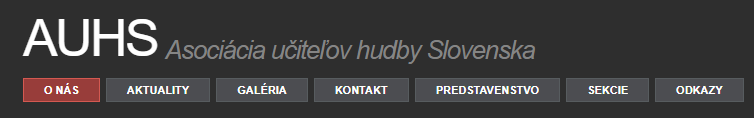 AUHS Asociácia učiteľov hudby Slovenska
O NÁS AKTUALITY GALÉRIA KONTAKT PREDSTAVENSTVO SEKCIE ODKAZY